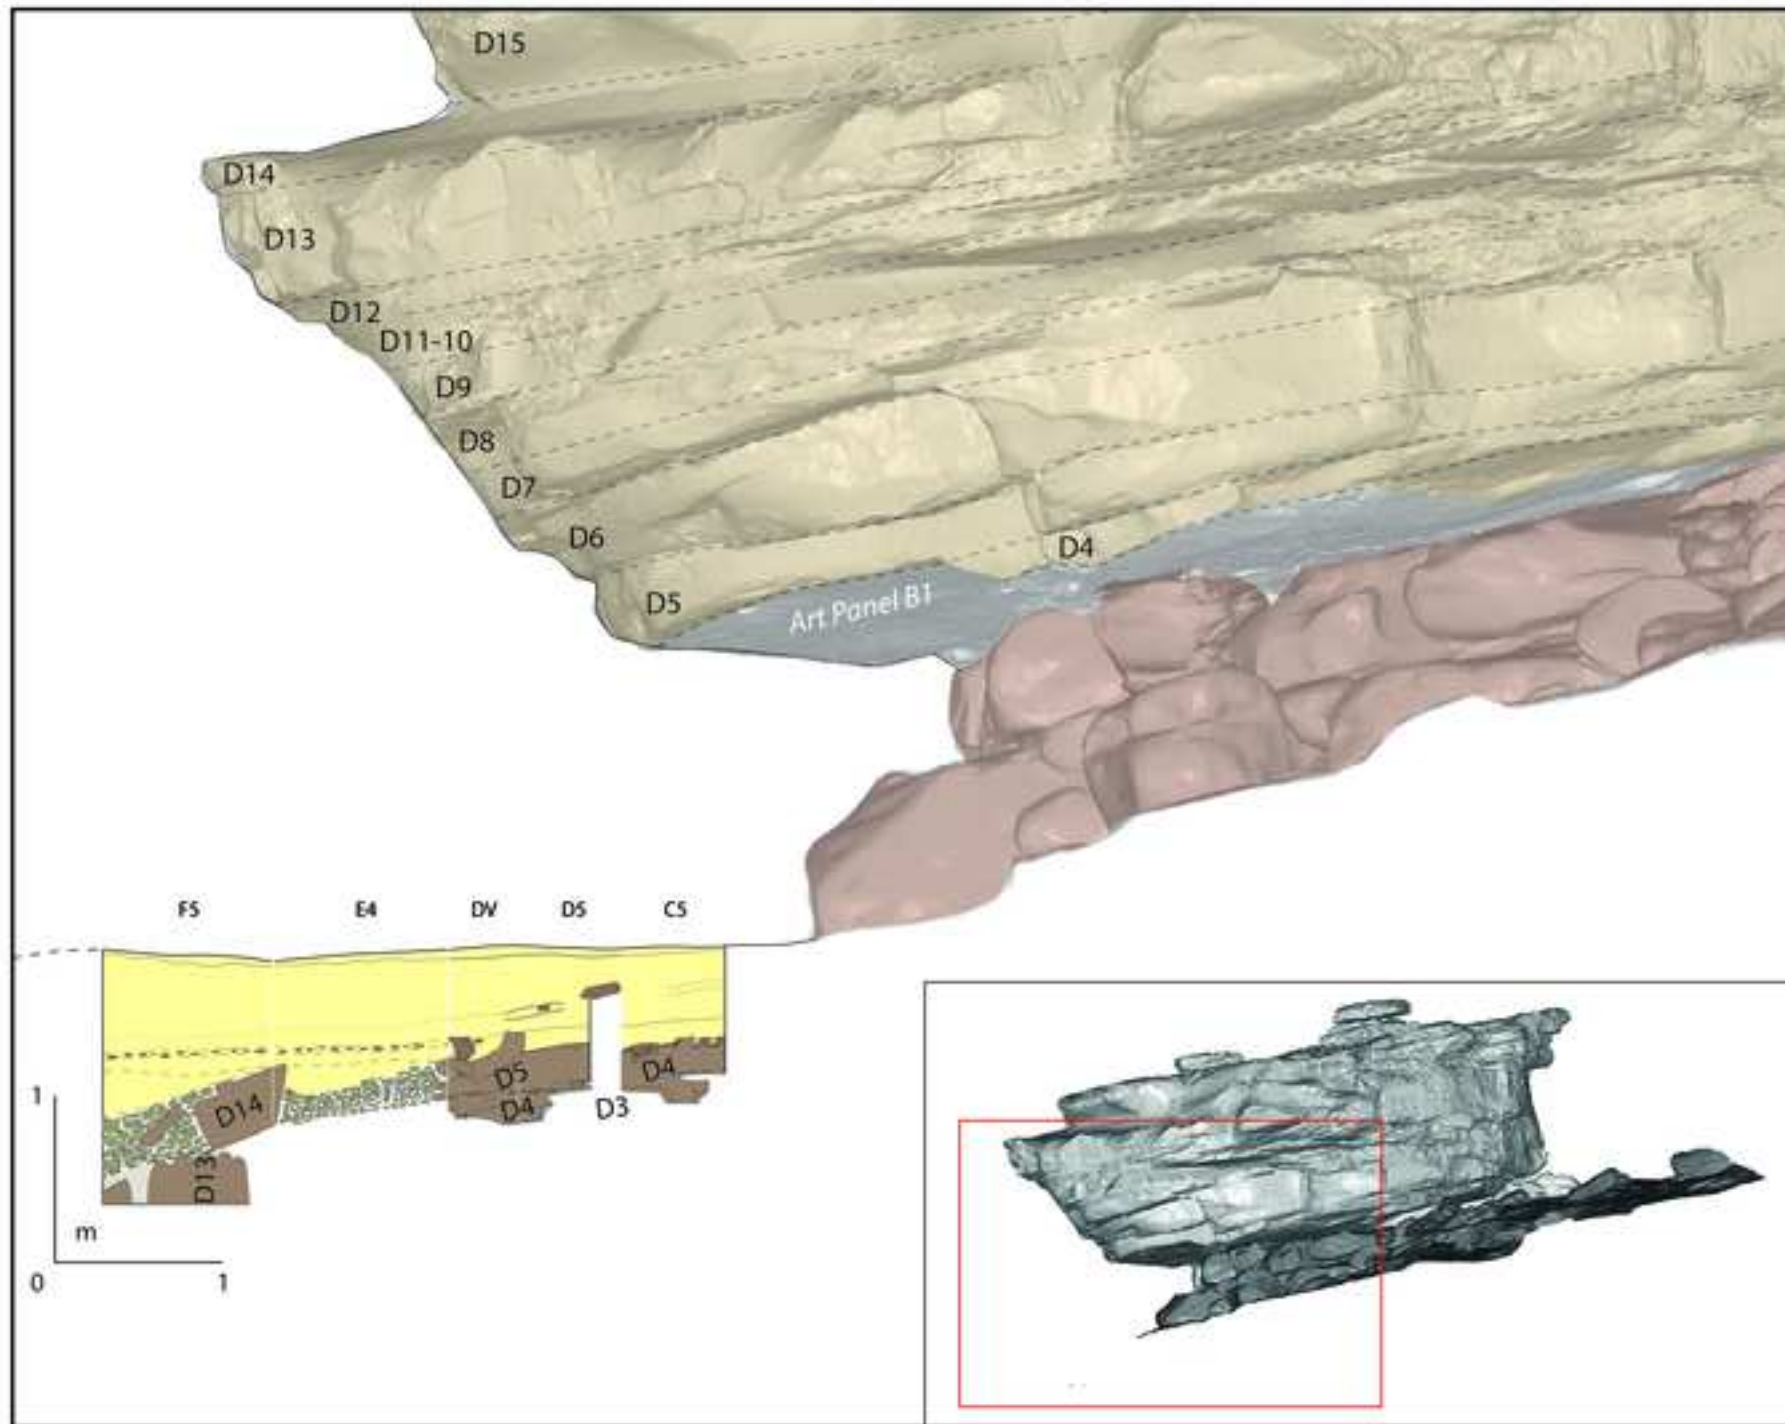 D15
D14
D13
D12
D11-10
D9
D8
D7
D6
D4
D5
Art Panel B1
F5 E4 DV D5 C5
D5 D4
D14 D4 D3
D13
1
m
0 1